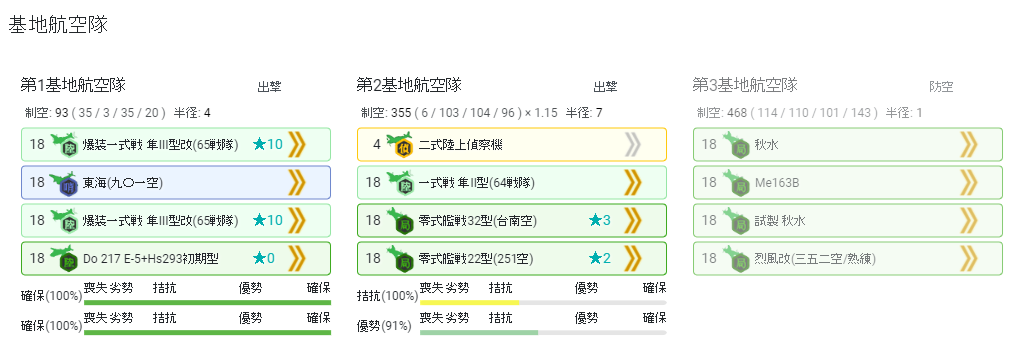 基地航空隊
第1基地航空隊 出撃
制空: 93 ( 35 / 3 / 35 / 20 ) 半径: 4
18 爆装一式戦 隼III型改(65戦隊) ★10
18 東海(九〇一空)
18 爆装一式戦 隼III型改(65戦隊) ★10
18 Do 217 E-5+Hs293初期型 ★0
確保(100%) 喪失 劣勢 拮抗 優勢 確保
確保(100%) 喪失 劣勢 拮抗 優勢 確保
第2基地航空隊 出撃
制空: 355 ( 6 / 103 / 104 / 96 ) × 1.15 半径: 7
4 二式陸上偵察機
18 一式戦 隼II型(64戦隊)
18 零式艦戦32型(台南空) ★3
18 零式艦戦22型(251空) ★2
拮抗(100%) 喪失 劣勢 拮抗 優勢 確保
優勢(91%) 喪失 劣勢 拮抗 優勢 確保
第3基地航空隊 防空
制空: 468 ( 114 / 110 / 101 / 143 ) 半径: 1
18 秋水
18 Me163B
18 試製 秋水
18 烈風改(三五二空/熟練)